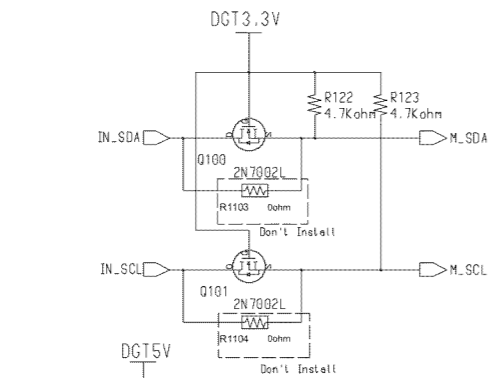 DGT3.3V
R122
4.7Kohm
R123
4.7Kohm
IN_SDA
M_SDA
Q100
2N7002L
R1103 0ohm
Don't Install
IN_SCL
M_SCL
Q101
2N7002L
R1104 0ohm
Don't Install
DGT5V